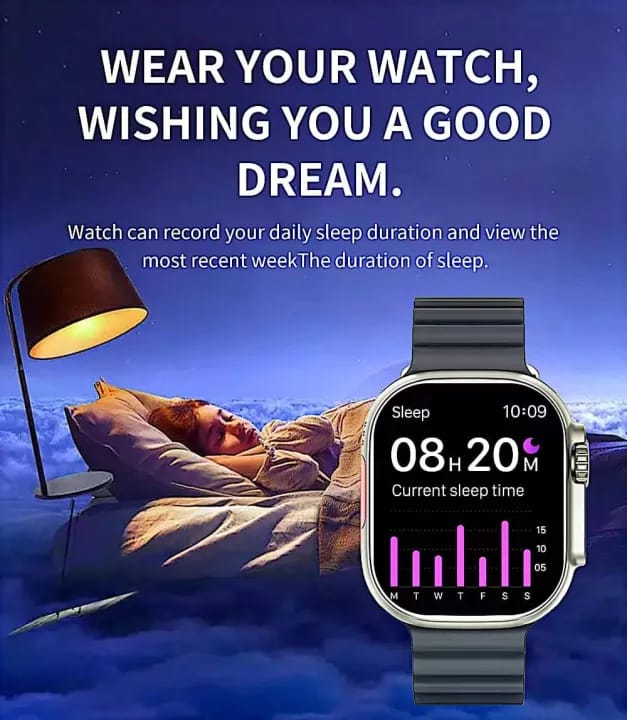 WEAR YOUR WATCH,
WISHING YOU A GOOD
DREAM.
Watch can record your daily sleep duration and view the
most recent weekThe duration of sleep.
Sleep 10:09
08H20M
Current sleep time
15
10
05
M T W T F S S